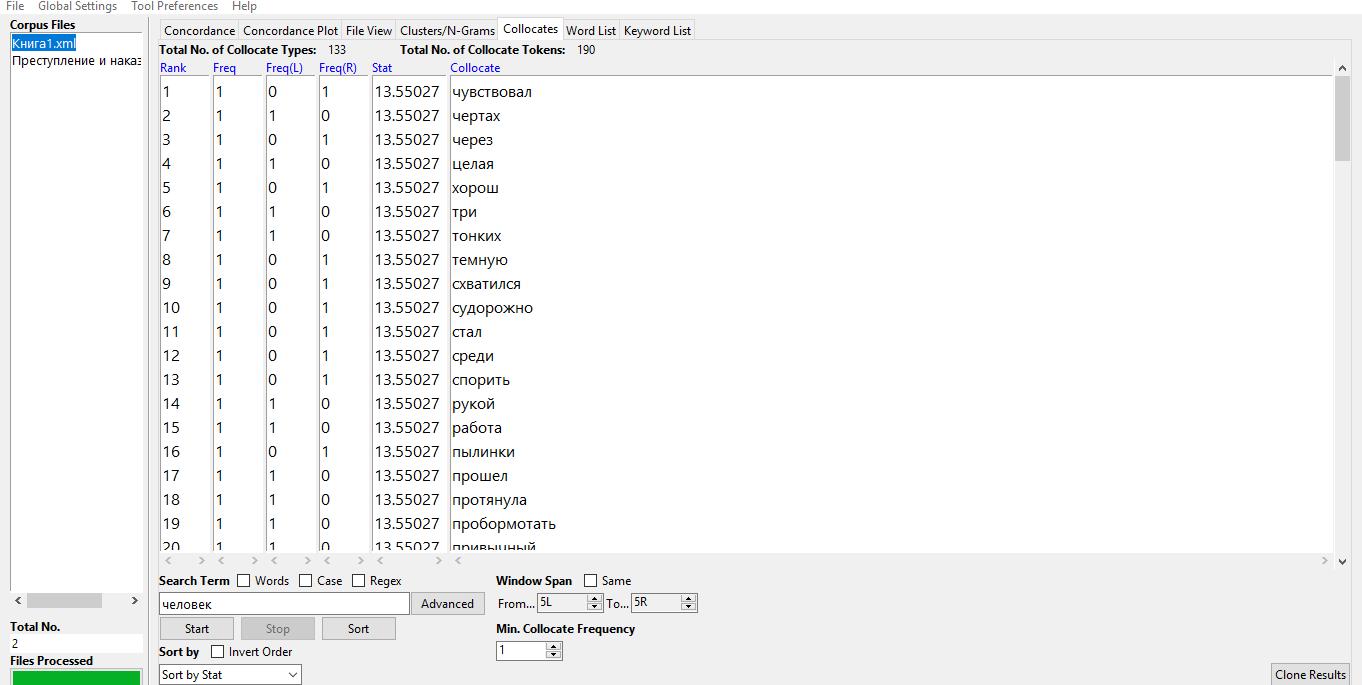 File Global Settings Tool Preferences Help
Corpus Files
Книга1.xml
Преступление и наказ
Concordance Concordance Plot File View Clusters/N-Grams Collocates Word List Keyword List
Total No. of Collocate Types: 133 Total No. of Collocate Tokens: 190
Rank Freq Freq(L) Freq(R) Stat Collocate
1 1 0 1 13.55027 чувствовал
2 1 1 0 13.55027 чертах
3 1 0 1 13.55027 через
4 1 1 0 13.55027 целая
5 1 0 1 13.55027 хорош
6 1 1 0 13.55027 три
7 1 1 0 13.55027 тонких
8 1 0 1 13.55027 темную
9 1 0 1 13.55027 схватился
10 1 0 1 13.55027 судорожно
11 1 0 1 13.55027 стал
12 1 0 1 13.55027 среди
13 1 0 1 13.55027 спорить
14 1 1 0 13.55027 рукой
15 1 1 0 13.55027 работа
16 1 0 1 13.55027 пылинки
17 1 1 0 13.55027 прошел
18 1 1 0 13.55027 протянула
19 1 1 0 13.55027 пробормотать
20 1 1 0 13.55027 привычный
Search Term Words Case Regex Window Span Same
человек Advanced From... 5L To... 5R
Start Stop Sort Min. Collocate Frequency
Sort by Invert Order 1
Sort by Stat
Total No.
2
Files Processed
Clone Results